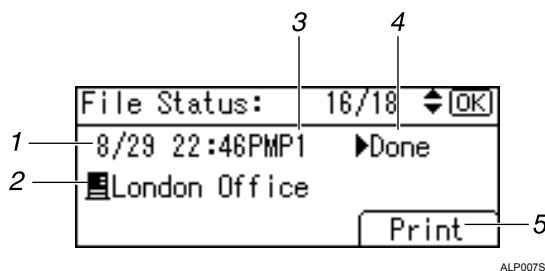 3 4
File Status: 16/18 OK
1 8/29 22:46PMP1 Done
2 London Office
Print 5
ALP007S